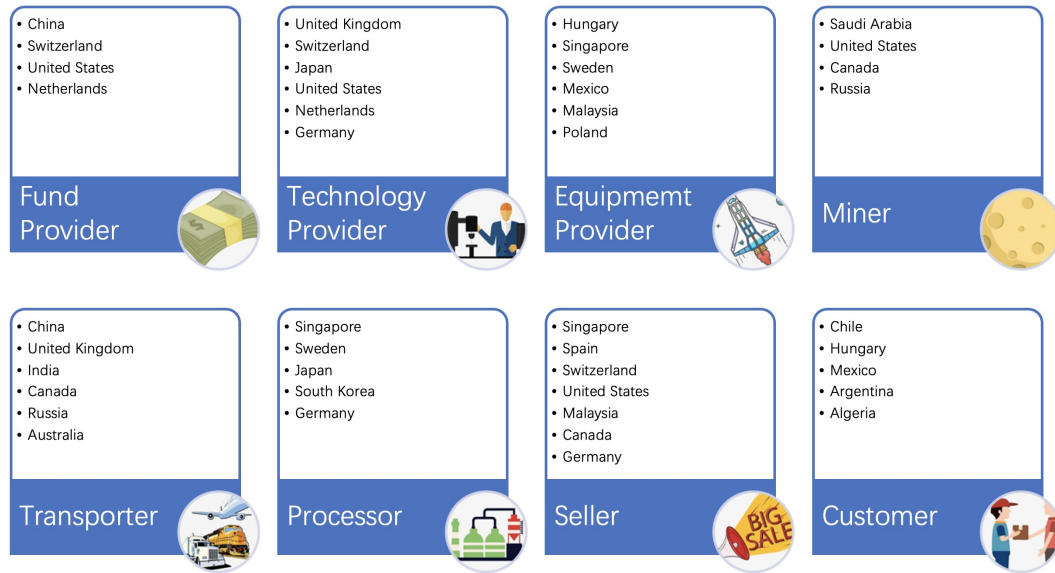 • China
• Switzerland
• United States
• Netherlands
Fund
Provider
• United Kingdom
• Switzerland
• Japan
• United States
• Netherlands
• Germany
Technology
Provider
• Hungary
• Singapore
• Sweden
• Mexico
• Malaysia
• Poland
Equipmemt
Provider
• Saudi Arabia
• United States
• Canada
• Russia
Miner
• China
• United Kingdom
• India
• Canada
• Russia
• Australia
Transporter
• Singapore
• Sweden
• Japan
• South Korea
• Germany
Processor
• Singapore
• Spain
• Switzerland
• United States
• Malaysia
• Canada
• Germany
Seller
BIG
SALE
• Chile
• Hungary
• Mexico
• Argentina
• Algeria
Customer